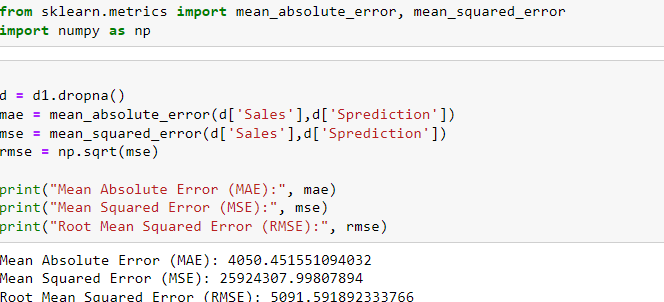 from sklearn.metrics import mean_absolute_error, mean_squared_error
import numpy as np
d = d1.dropna()
mae = mean_absolute_error(d['Sales'],d['Sprediction'])
mse = mean_squared_error(d['Sales'],d['Sprediction'])
rmse = np.sqrt(mse)
print("Mean Absolute Error (MAE):", mae)
print("Mean Squared Error (MSE):", mse)
print("Root Mean Squared Error (RMSE):", rmse)
Mean Absolute Error (MAE): 4050.451551094032
Mean Squared Error (MSE): 25924307.99807894
Root Mean Squared Error (RMSE): 5091.591892333766